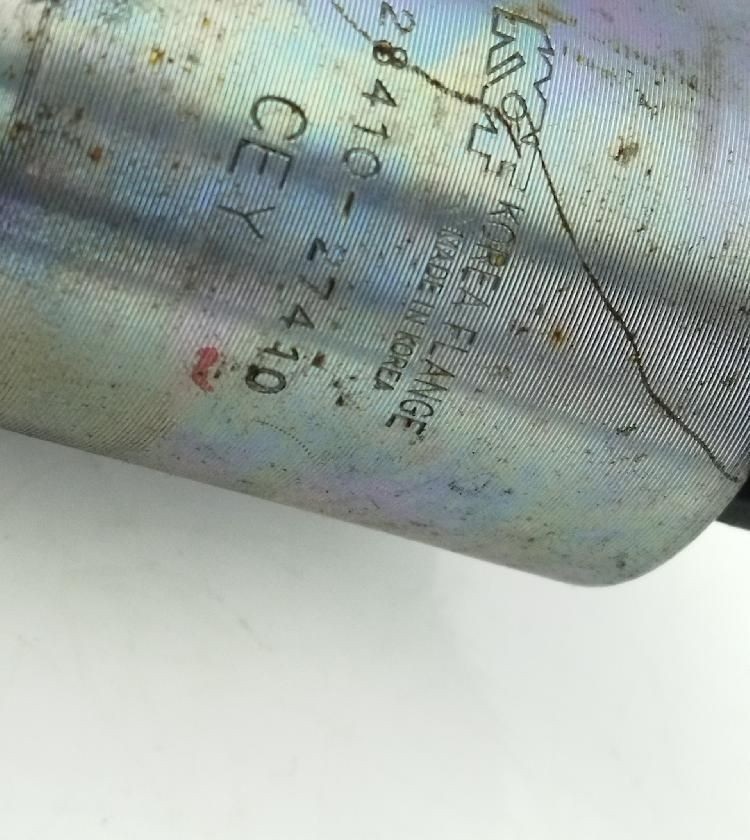 KOREA FLANGE
MADE IN KOREA
28410-27410
CEY